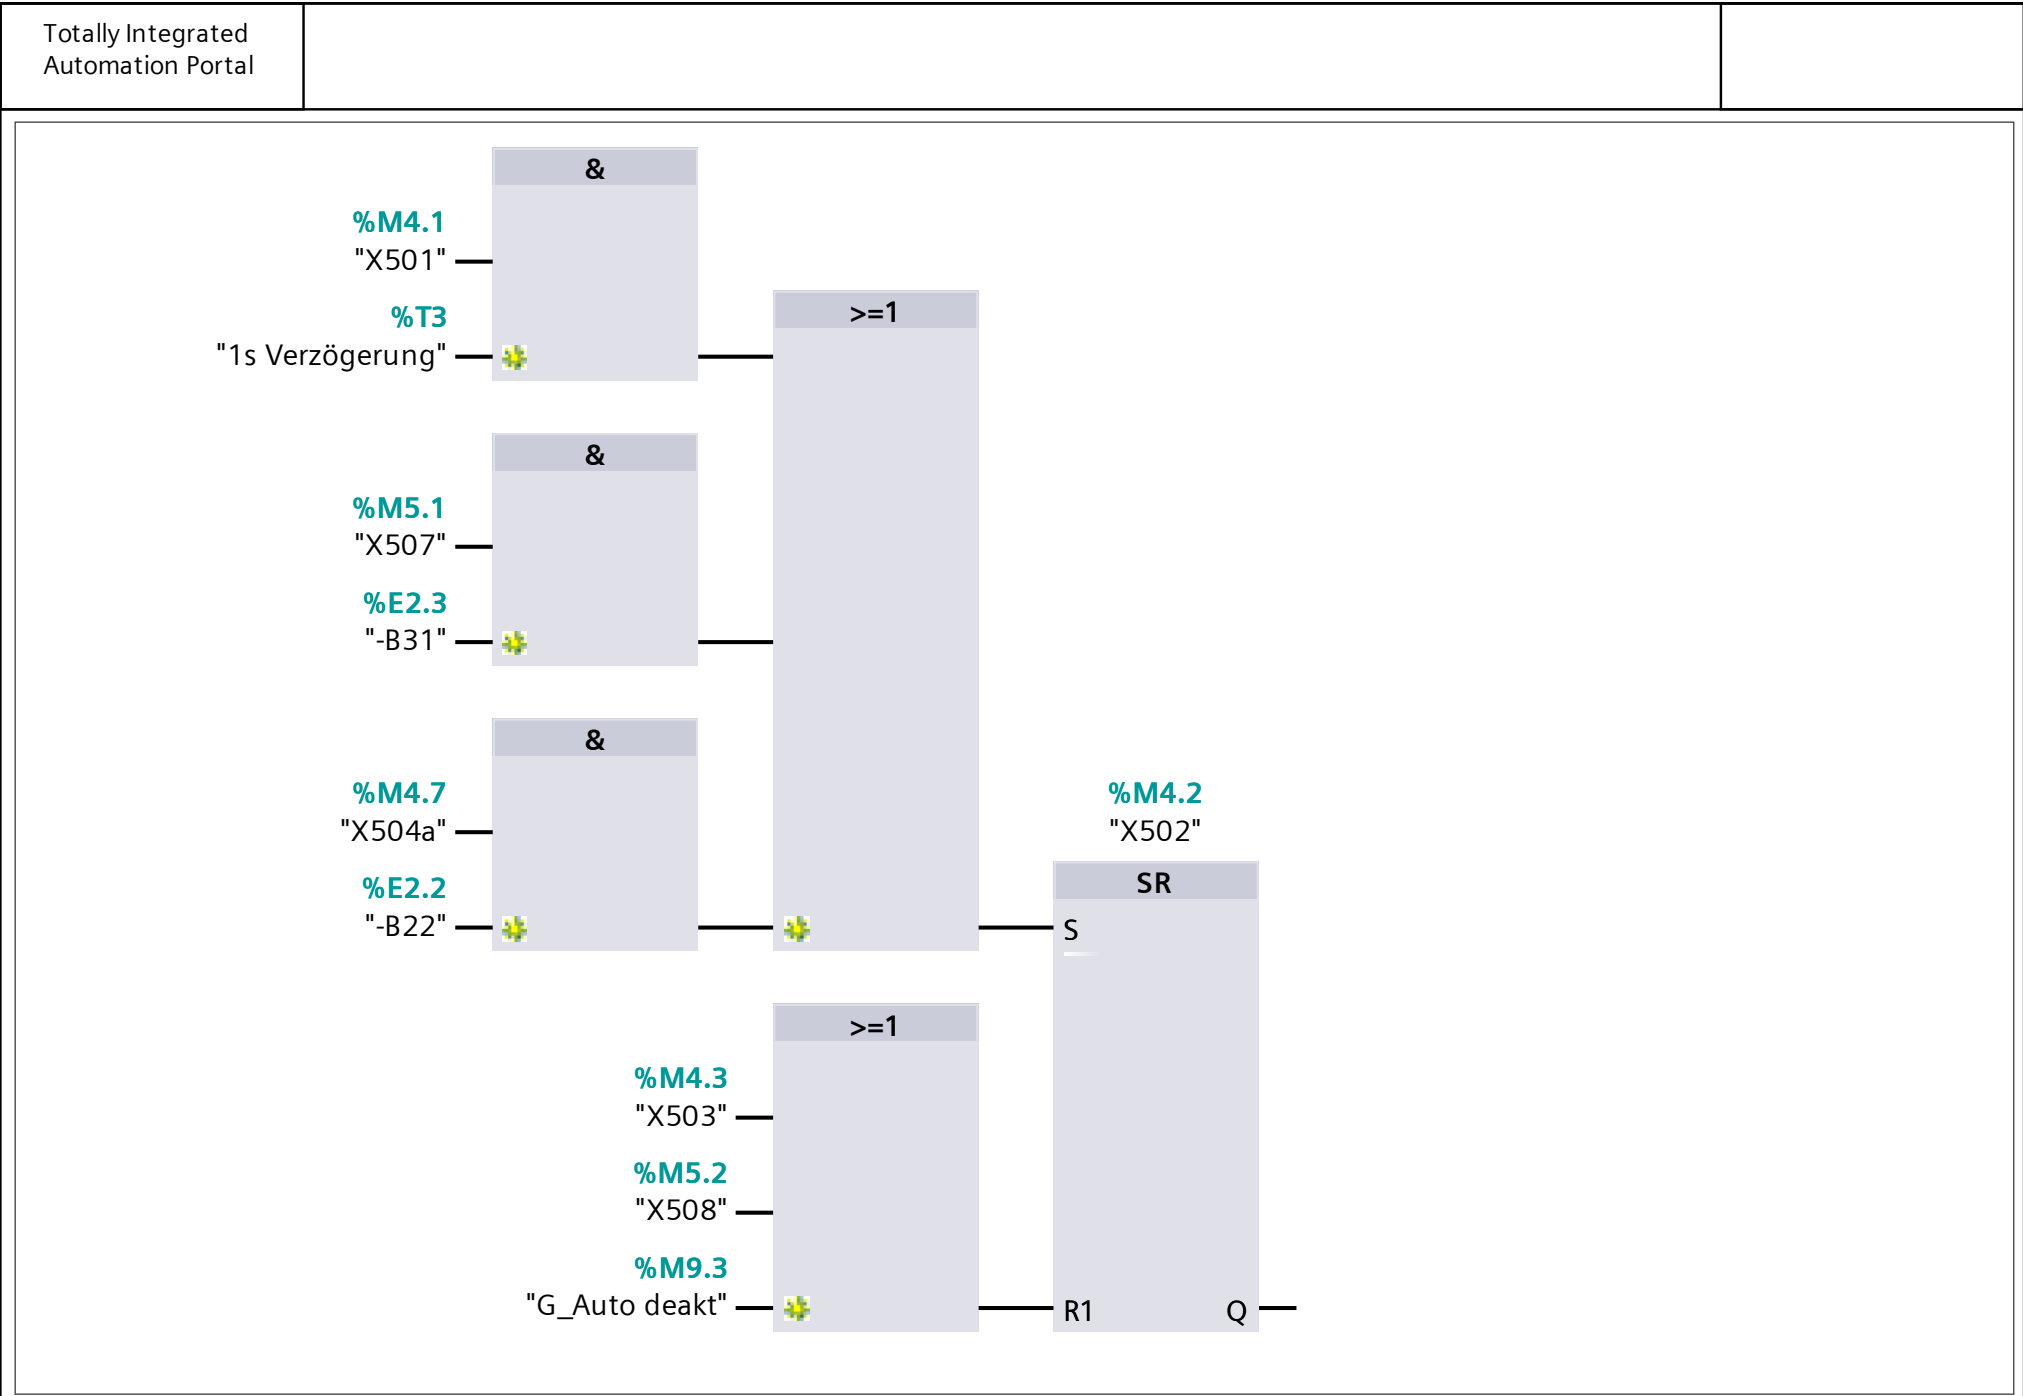 Totally Integrated
Automation Portal
&
%M4.1
"X501"
%T3
"1s Verzögerung"
>=1
&
%M5.1
"X507"
%E2.3
"-B31"
&
%M4.7
"X504a"
%E2.2
"-B22"
%M4.2
"X502"
SR
S
>=1
%M4.3
"X503"
%M5.2
"X508"
%M9.3
"G_Auto deakt"
R1
Q